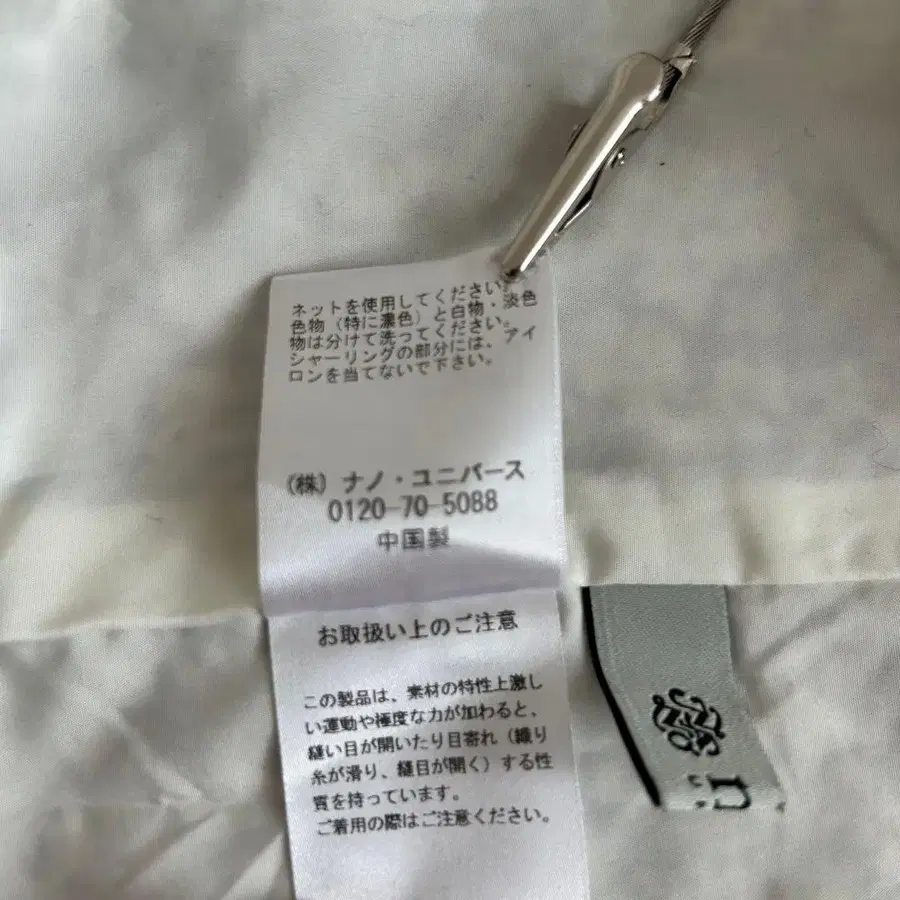 ネットを使用してください。
色物（特に濃色）と白物・淡色
物は分けて洗ってください。
シャーリングの部分には、アイ
ロンを当てないで下さい。
（株）ナノ・ユニバース
0120-70-5088
中国製
お取扱い上のご注意
この製品は、素材の特性上激し
い運動や極度な力が加わると、
縫い目が開いたり目寄れ（織り
糸が滑り、縫目が開く）する性
質を持っています。
ご着用の際はご注意ください。